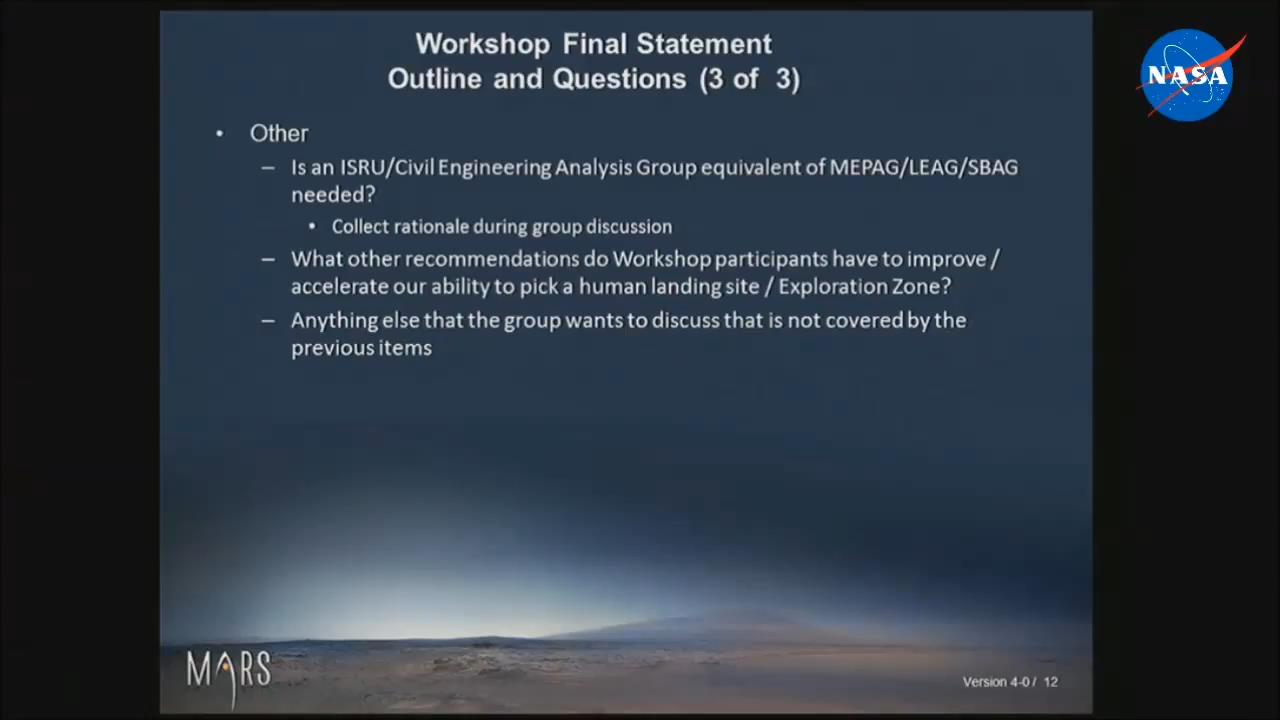 Workshop Final Statement
Outline and Questions (3 of 3)
NASA
• Other
– Is an ISRU/Civil Engineering Analysis Group equivalent of MEPAG/LEAG/SBAG
needed?
• Collect rationale during group discussion
– What other recommendations do Workshop participants have to improve /
accelerate our ability to pick a human landing site / Exploration Zone?
– Anything else that the group wants to discuss that is not covered by the
previous items
MARS
Version 4-0 / 12